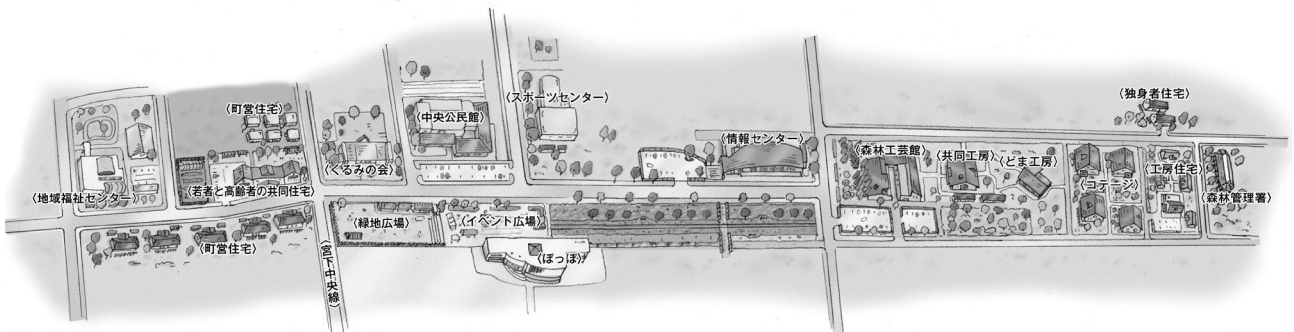 〈町営住宅〉
〈地域福祉センター〉
〈若者と高齢者の共同住宅〉
〈町営住宅〉
〈くるみの会〉
〈中央公民館〉
〈スポーツセンター〉
〈情報センター〉
〈緑地広場〉
〈イベント広場〉
〈ぽっぽ〉
〈宮下中央線〉
〈森林工芸館〉
〈共同工房〉
〈どま工房〉
〈コテージ〉
〈工房住宅〉
〈独身者住宅〉
〈森林管理署〉